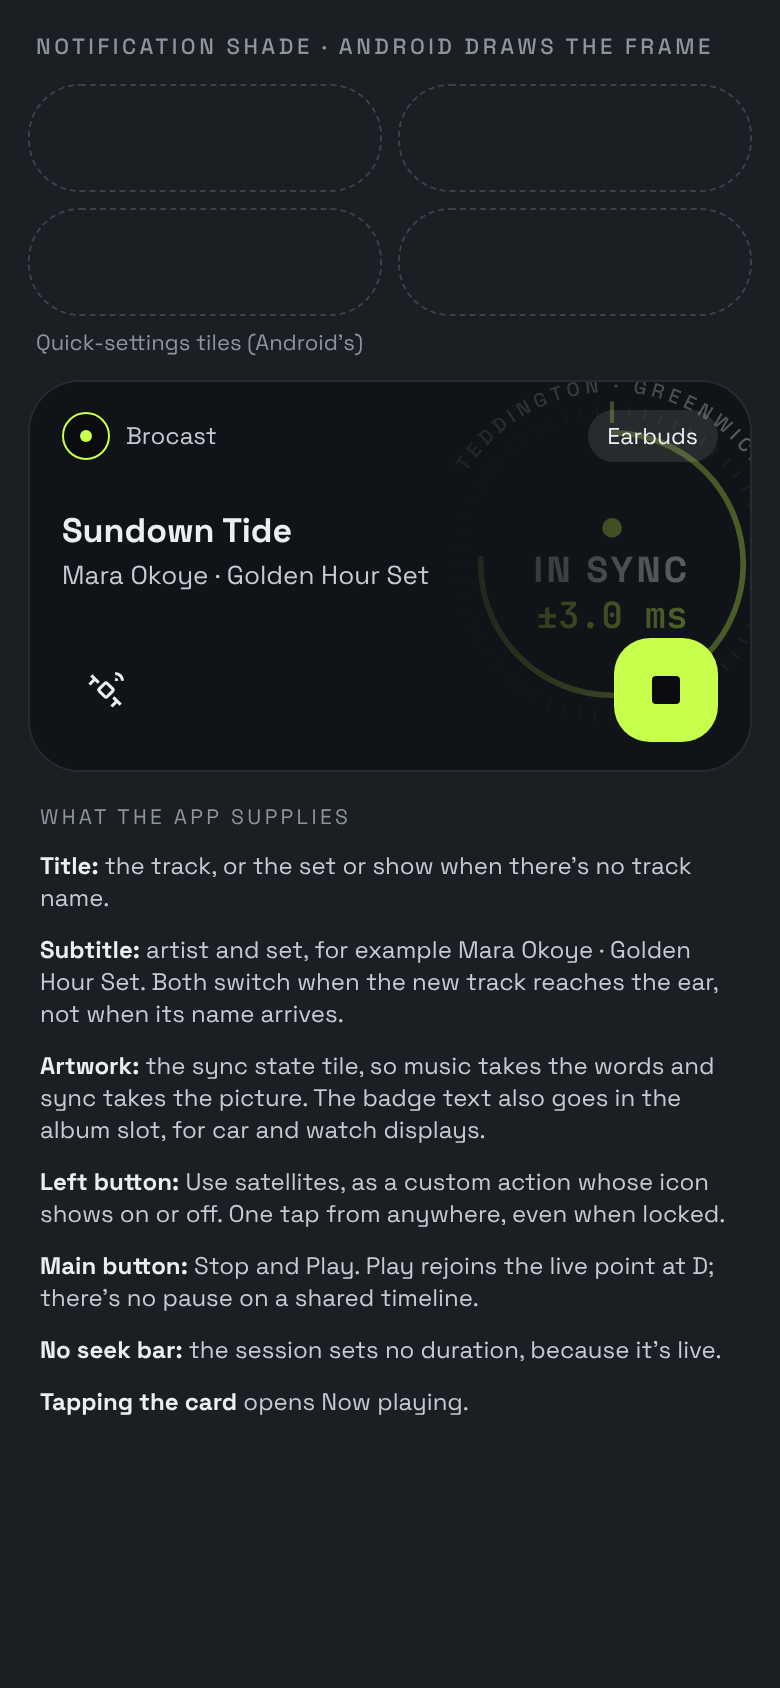 NOTIFICATION SHADE · ANDROID DRAWS THE FRAME
Quick-settings tiles (Android's)
TEDDINGTON · GREENWIC
Brocast
Earbuds
Sundown Tide
Mara Okoye · Golden Hour Set
IN SYNC
±3.0 ms
WHAT THE APP SUPPLIES
Title: the track, or the set or show when there's no track
name.
Subtitle: artist and set, for example Mara Okoye · Golden
Hour Set. Both switch when the new track reaches the ear,
not when its name arrives.
Artwork: the sync state tile, so music takes the words and
sync takes the picture. The badge text also goes in the
album slot, for car and watch displays.
Left button: Use satellites, as a custom action whose icon
shows on or off. One tap from anywhere, even when locked.
Main button: Stop and Play. Play rejoins the live point at D;
there's no pause on a shared timeline.
No seek bar: the session sets no duration, because it's live.
Tapping the card opens Now playing.